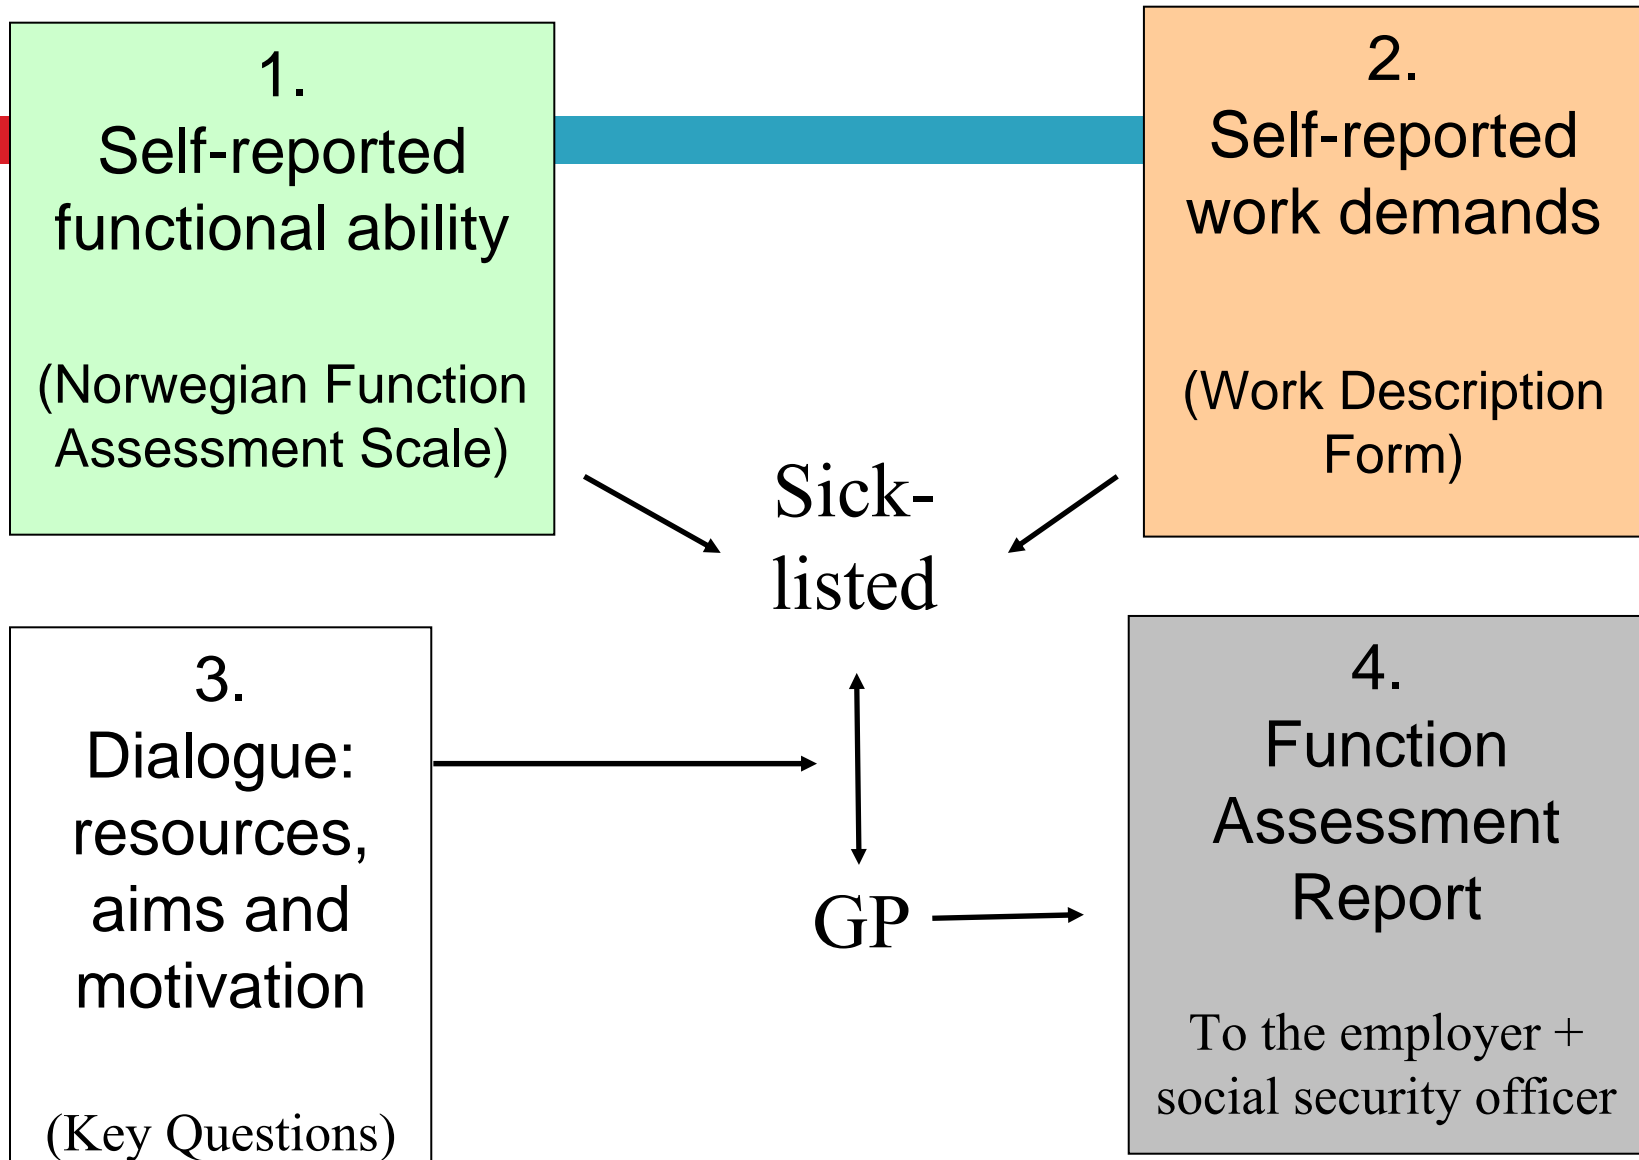 1.
Self-reported
functional ability
(Norwegian Function
Assessment Scale)
2.
Self-reported
work demands
(Work Description
Form)
Sick-
listed
3.
Dialogue:
resources,
aims and
motivation
(Key Questions)
GP
4.
Function
Assessment
Report
To the employer +
social security officer